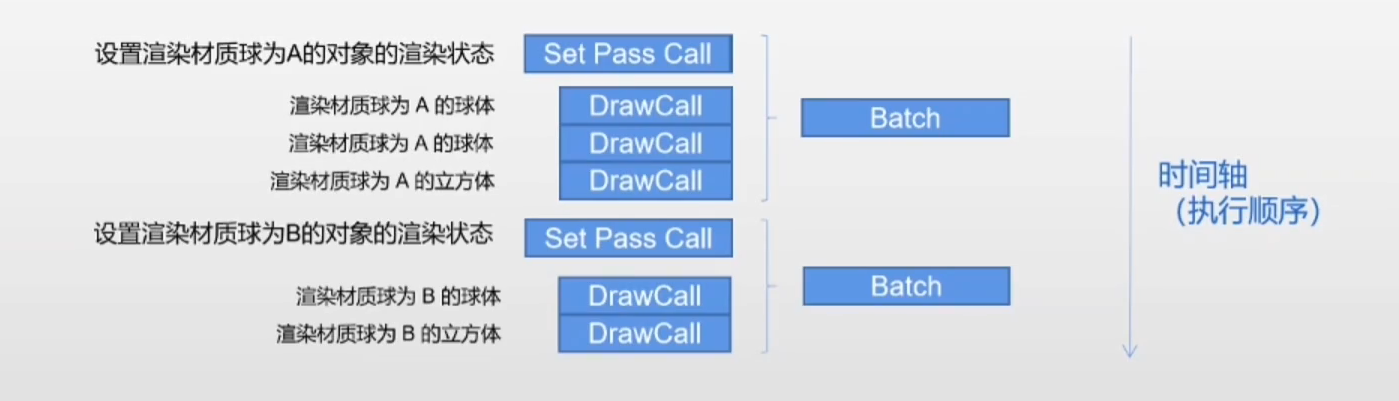 设置渲染材质球为A的对象的渲染状态 Set Pass Call
渲染材质球为 A 的球体 DrawCall
渲染材质球为 A 的球体 DrawCall
渲染材质球为 A 的立方体 DrawCall
Batch
设置渲染材质球为B的对象的渲染状态 Set Pass Call
渲染材质球为 B 的球体 DrawCall
渲染材质球为 B 的立方体 DrawCall
Batch
时间轴
（执行顺序）